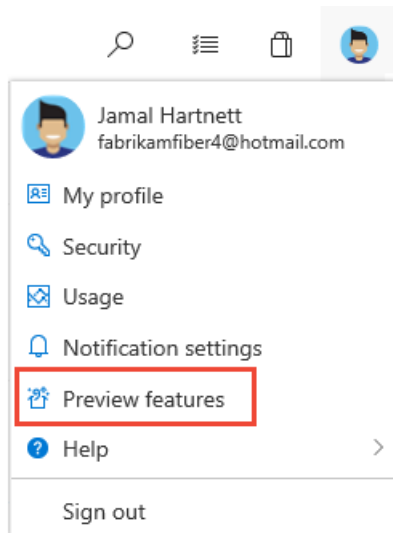 Jamal Hartnett
fabrikamfiber4@hotmail.com
My profile
Security
Usage
Notification settings
Preview features
Help
Sign out